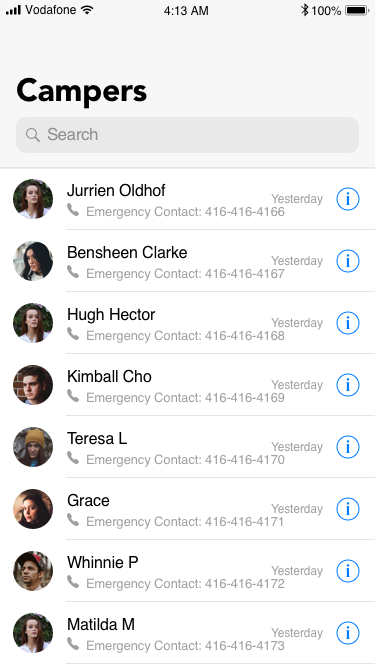 Vodafone 4:13 AM 100%
Campers
Search
Jurrien Oldhof
Yesterday
Emergency Contact: 416-416-4166
Bensheen Clarke
Yesterday
Emergency Contact: 416-416-4167
Hugh Hector
Yesterday
Emergency Contact: 416-416-4168
Kimball Cho
Yesterday
Emergency Contact: 416-416-4169
Teresa L
Yesterday
Emergency Contact: 416-416-4170
Grace
Yesterday
Emergency Contact: 416-416-4171
Whinnie P
Yesterday
Emergency Contact: 416-416-4172
Matilda M
Yesterday
Emergency Contact: 416-416-4173